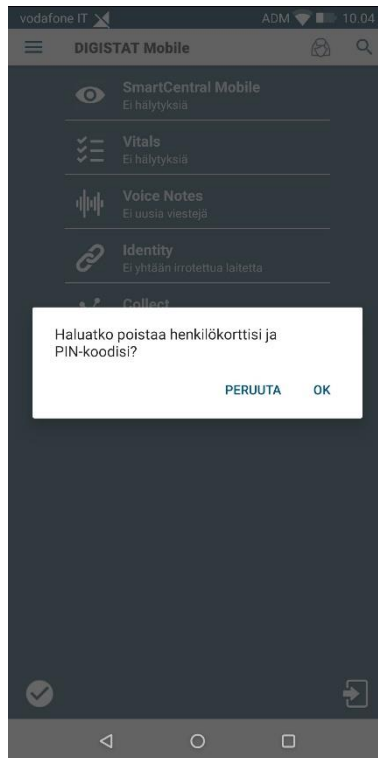 vodafone IT ADM 10.04
DIGISTAT Mobile
SmartCentral Mobile
Ei hälytyksiä
Vitals
Ei hälytyksiä
Voice Notes
Ei uusia viestejä
Identity
Ei yhtään irrotettua laitetta
Collect
Haluatko poistaa henkilökorttisi ja
PIN-koodisi?
PERUUTA OK